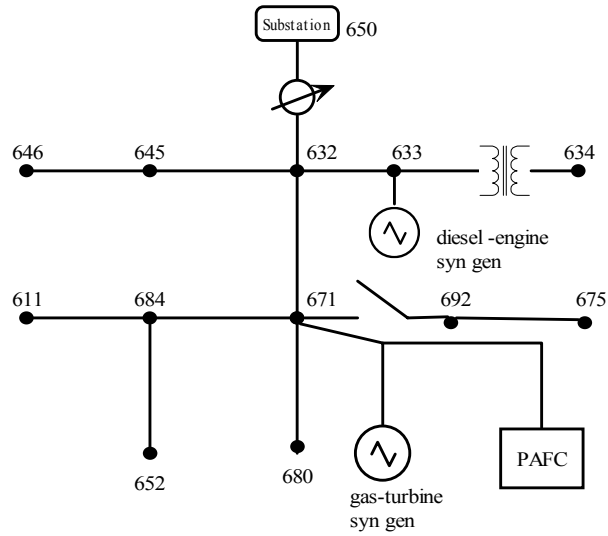 Substation 650
646 645 632 633 634
diesel -engine
syn gen
611 684 671 692 675
652 680 PAFC
gas-turbine
syn gen